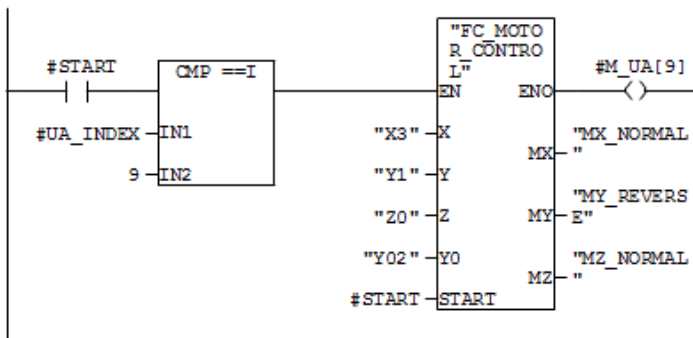 "FC_MOTO
R_CONTRO
L"
#START
CMP ==I
#M_UA[9]
EN
ENO
#UA_INDEX
IN1
"X3"
X
"MX_NORMAL
MX
"
9
IN2
"Y1"
Y
"MY_REVERS
MY
E"
"Z0"
Z
"Y02"
Y0
"MZ_NORMAL
MZ
"
#START
START